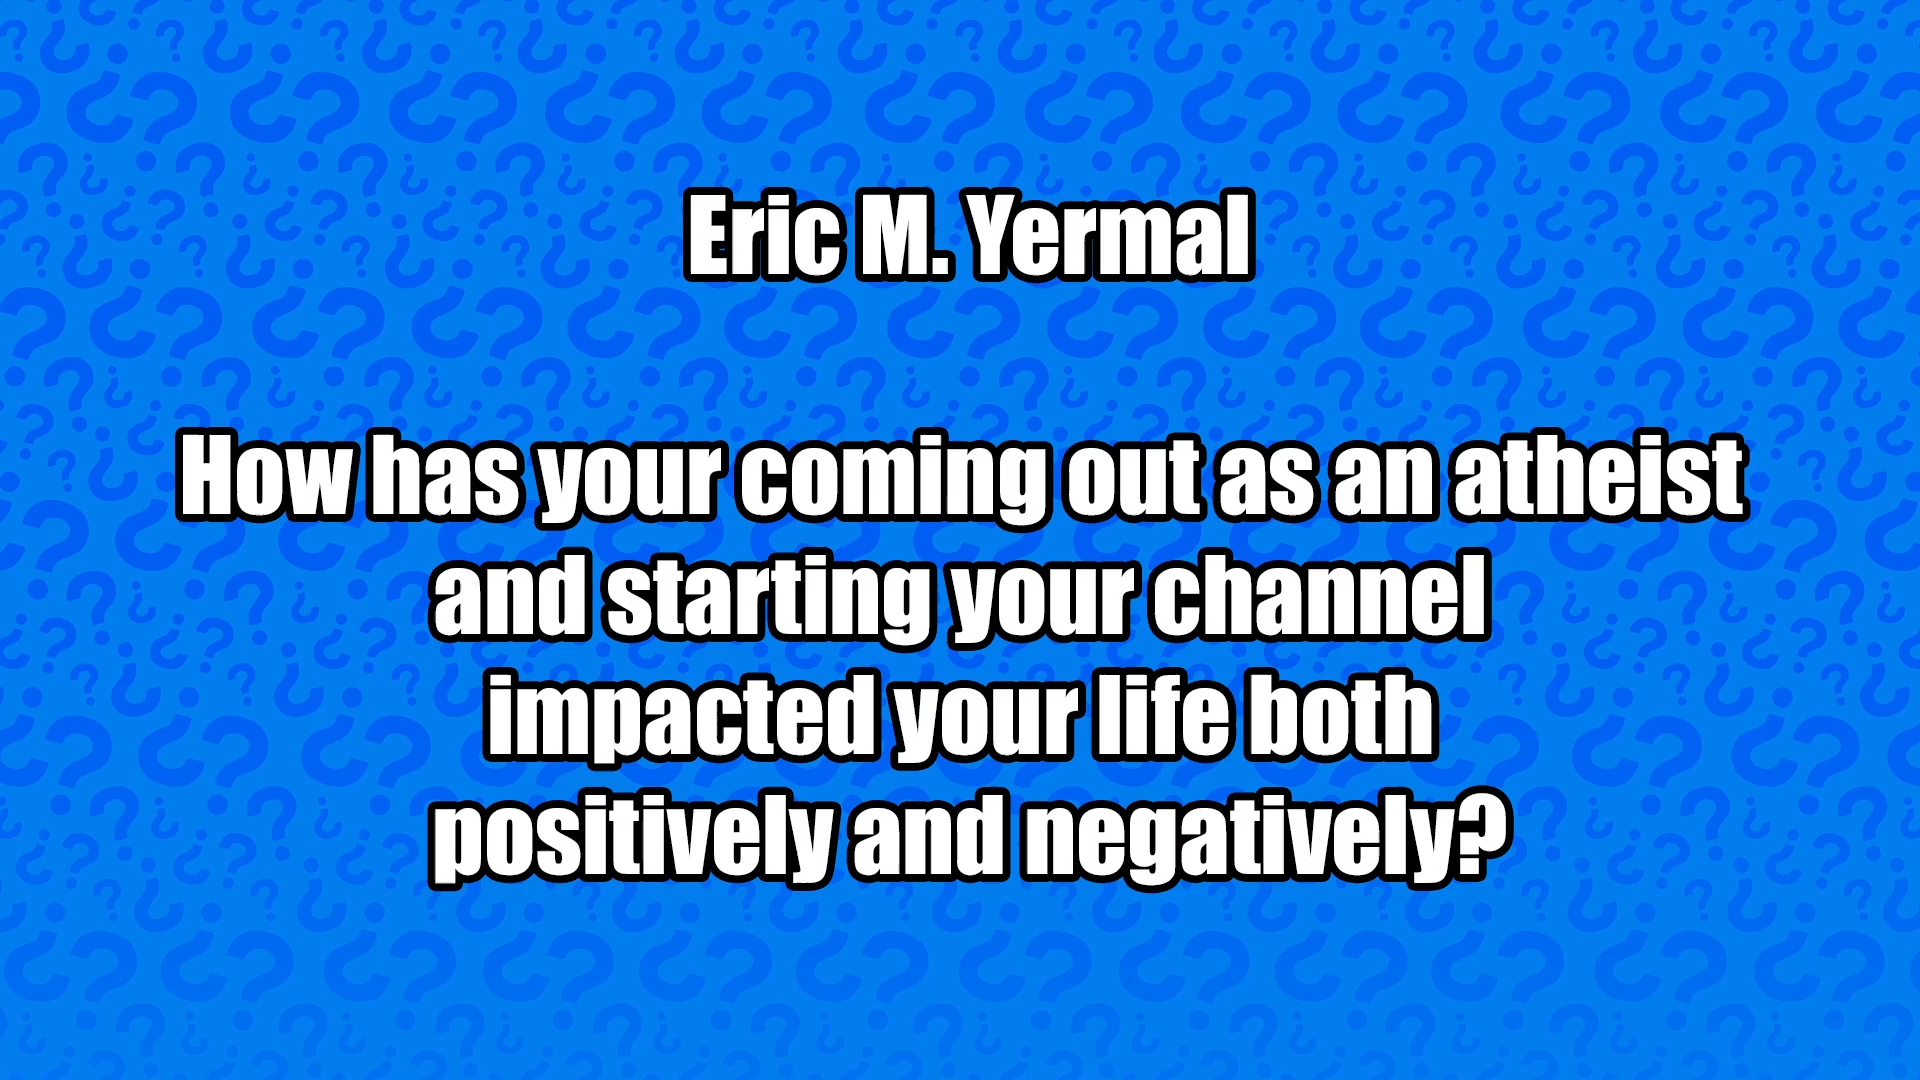 Eric M. Yermal
How has your coming out as an atheist
and starting your channel
impacted your life both
positively and negatively?